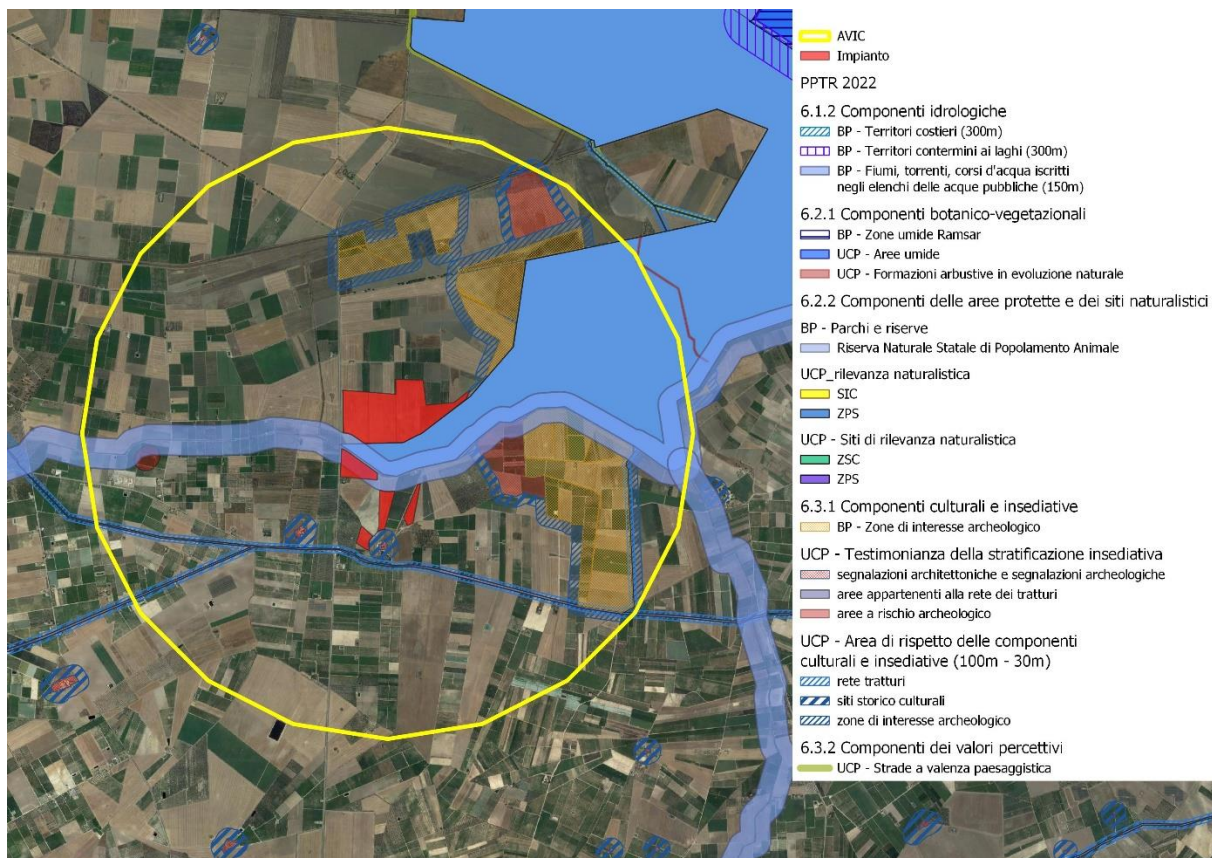 AVIC
Impianto
PPTR 2022
6.1.2 Componenti idrologiche
BP - Territori costieri (300m)
BP - Territori contermini ai laghi (300m)
BP - Fiumi, torrenti, corsi d'acqua iscritti
negli elenchi delle acque pubbliche (150m)
6.2.1 Componenti botanico-vegetazionali
BP - Zone umide Ramsar
UCP - Aree umide
UCP - Formazioni arbustive in evoluzione naturale
6.2.2 Componenti delle aree protette e dei siti naturalistici
BP - Parchi e riserve
Riserva Naturale Statale di Popolamento Animale
UCP_rilevanza naturalistica
SIC
ZPS
UCP - Siti di rilevanza naturalistica
ZSC
ZPS
6.3.1 Componenti culturali e insediative
BP - Zone di interesse archeologico
UCP - Testimonianza della stratificazione insediativa
segnalazioni architettoniche e segnalazioni archeologiche
aree appartenenti alla rete dei tratturi
aree a rischio archeologico
UCP - Area di rispetto delle componenti
culturali e insediative (100m - 30m)
rete tratturi
siti storico culturali
zone di interesse archeologico
6.3.2 Componenti dei valori percettivi
UCP - Strade a valenza paesaggistica